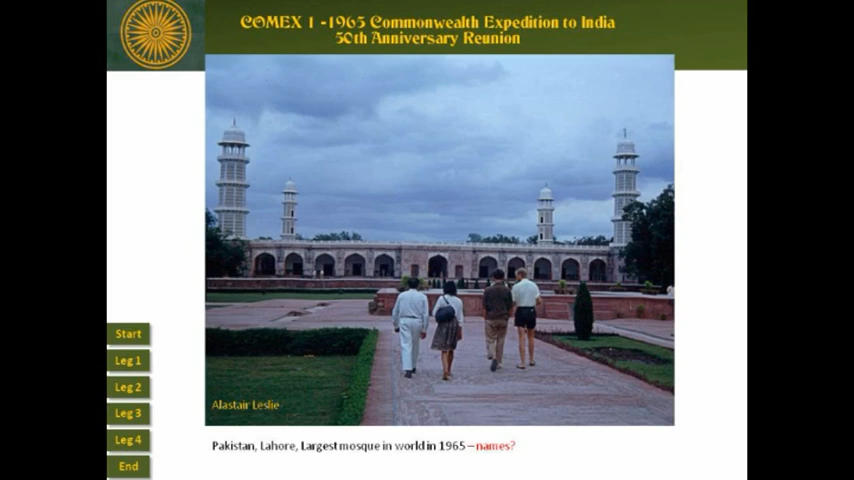 COMEX 1 -1965 Commonwealth Expedition to India
50th Anniversary Reunion
Start
Leg 1
Leg 2
Leg 3
Leg 4
End
Alastair Leslie
Pakistan, Lahore, Largest mosque in world in 1965 – names?